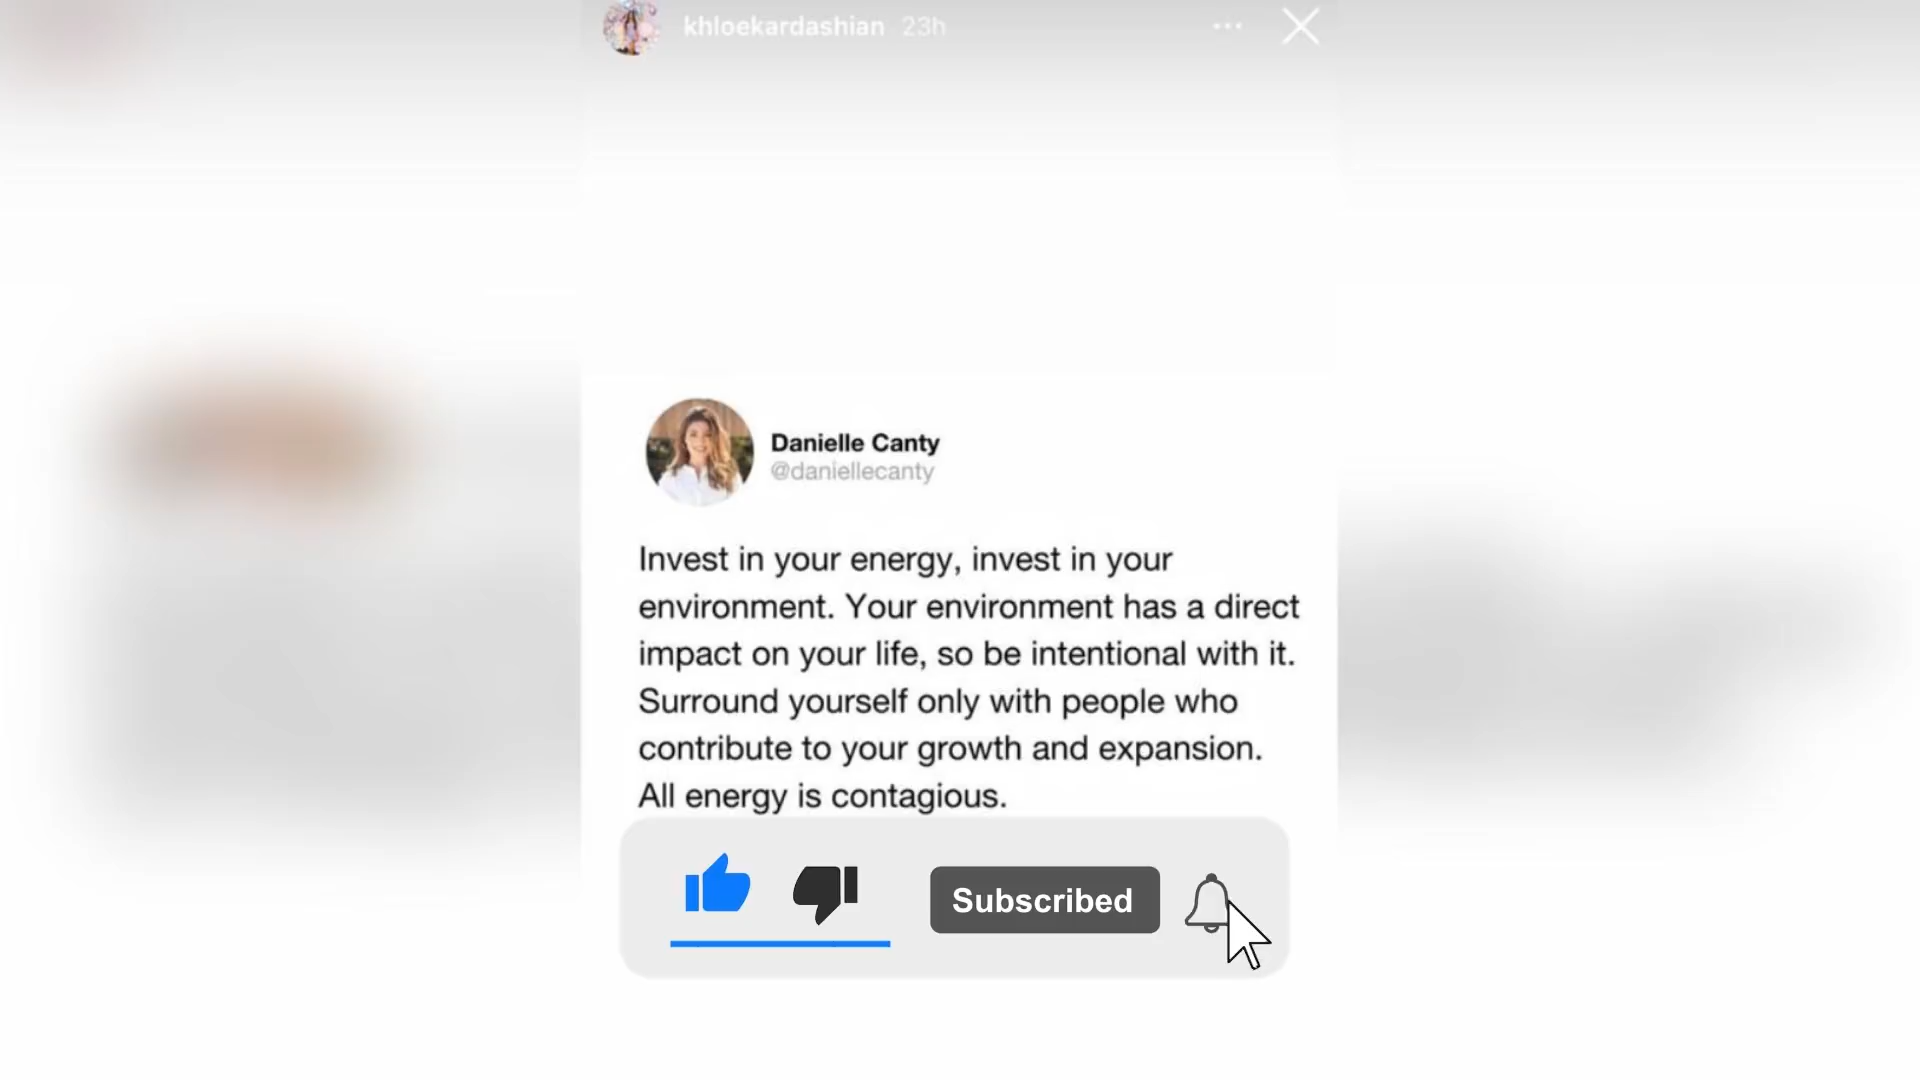 khloekardashian 23h
Danielle Canty
@daniellecanty
Invest in your energy, invest in your
environment. Your environment has a direct
impact on your life, so be intentional with it.
Surround yourself only with people who
contribute to your growth and expansion.
All energy is contagious.
Subscribed